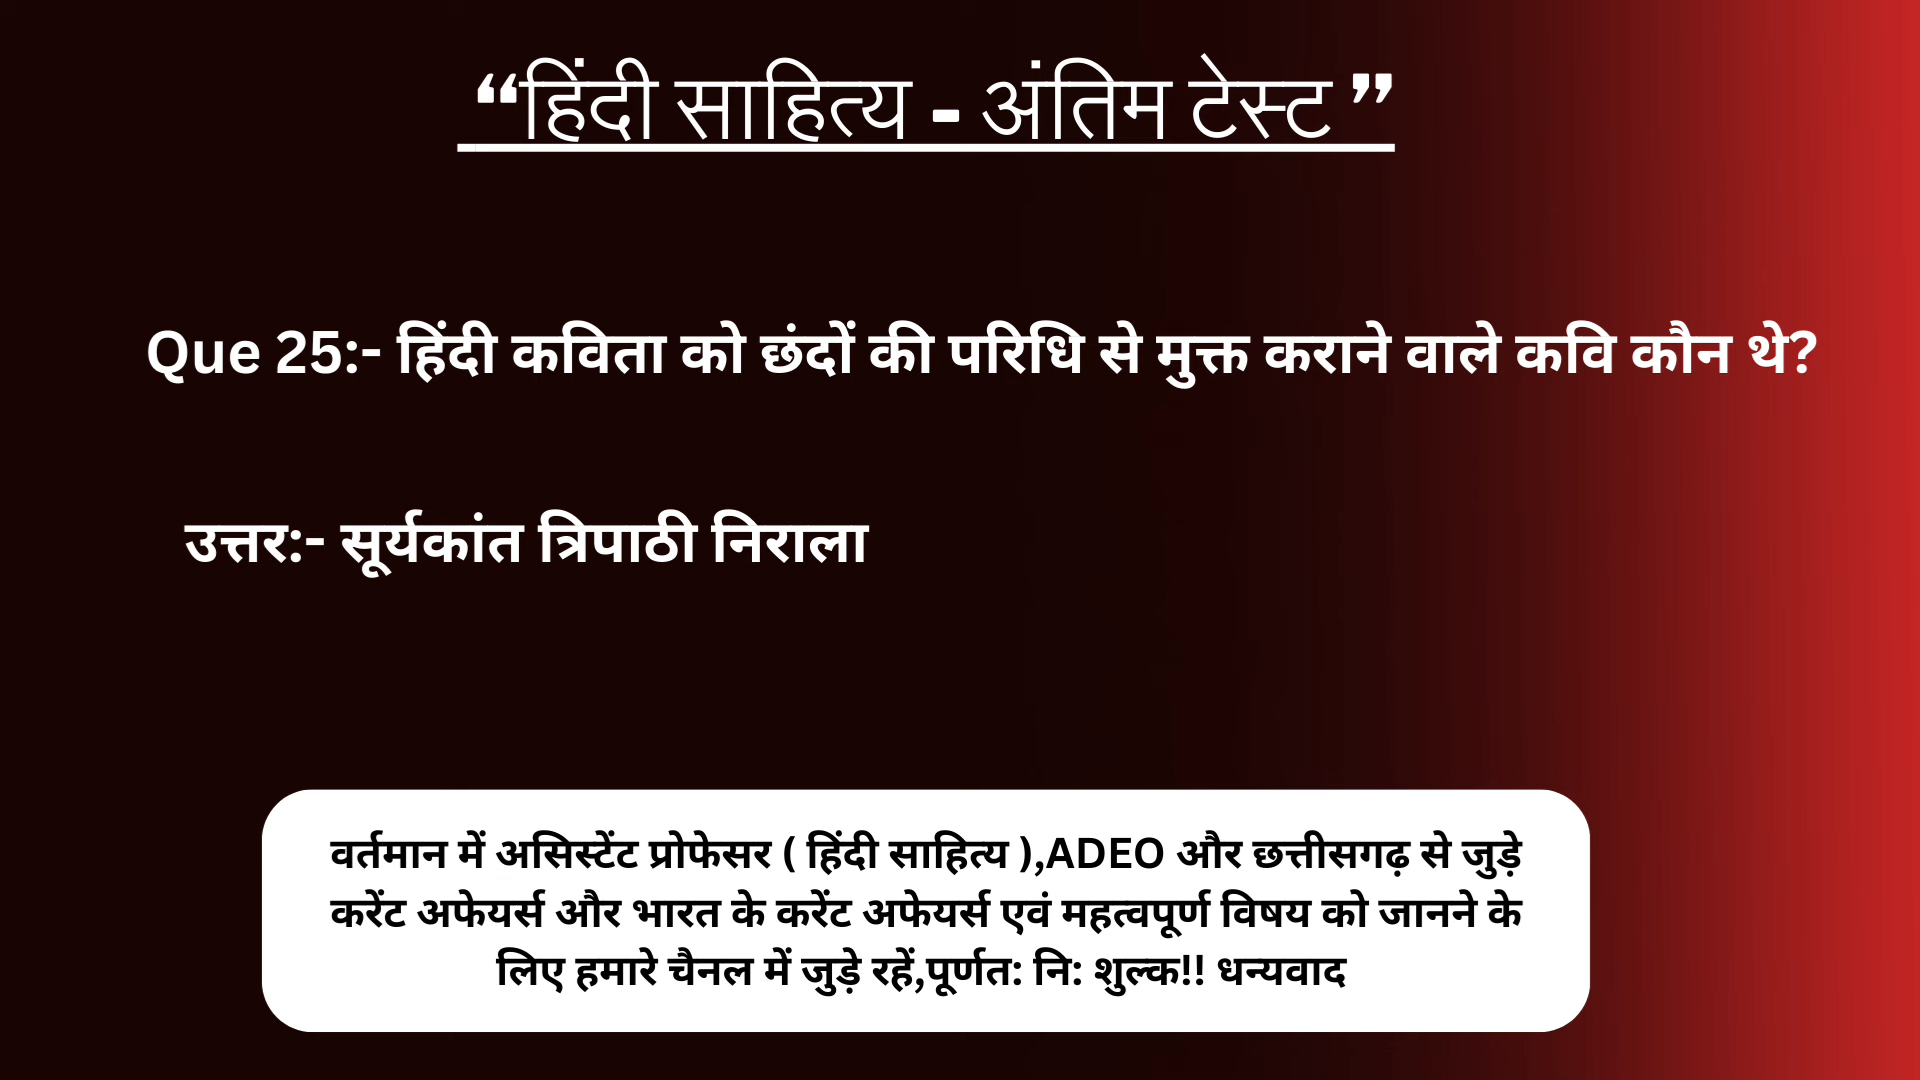 ❝हिंदी साहित्य - अंतिम टेस्ट ❞
Que 25:- हिंदी कविता को छंदों की परिधि से मुक्त कराने वाले कवि कौन थे?
उत्तर:- सूर्यकांत त्रिपाठी निराला
वर्तमान में असिस्टेंट प्रोफेसर ( हिंदी साहित्य ),ADEO और छत्तीसगढ़ से जुड़े
करेंट अफेयर्स और भारत के करेंट अफेयर्स एवं महत्वपूर्ण विषय को जानने के
लिए हमारे चैनल में जुड़े रहें,पूर्णत: नि: शुल्क!! धन्यवाद